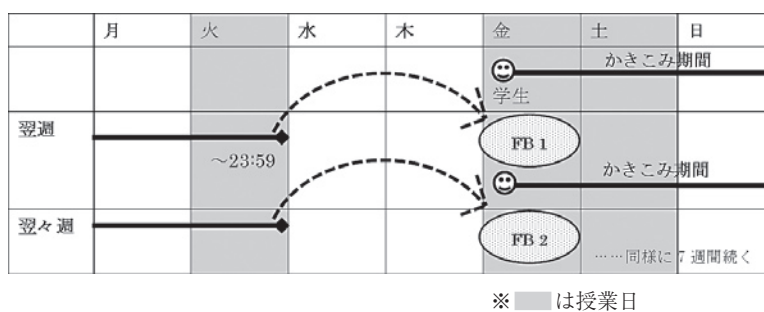 月 火 水 木 金 土 日
かきこみ期間
学生
翌週
FB 1
～23:59
かきこみ期間
翌々週
FB 2
……同様に7週間続く
※ は授業日